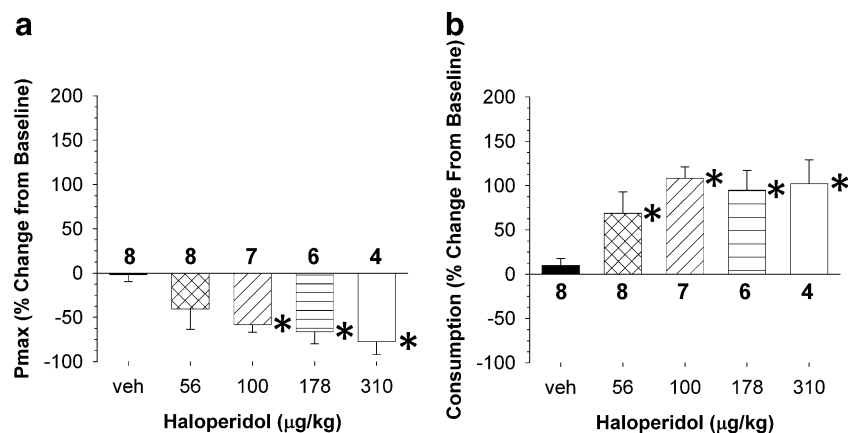 a
Pmax (% Change from Baseline)
200
150
100
50
0
-50
-100
8 8 7 6 4
* * *
veh 56 100 178 310
Haloperidol (μg/kg)
b
Consumption (% Change From Baseline)
200
150
100
50
0
-50
-100
* * * *
8 8 7 6 4
veh 56 100 178 310
Haloperidol (μg/kg)